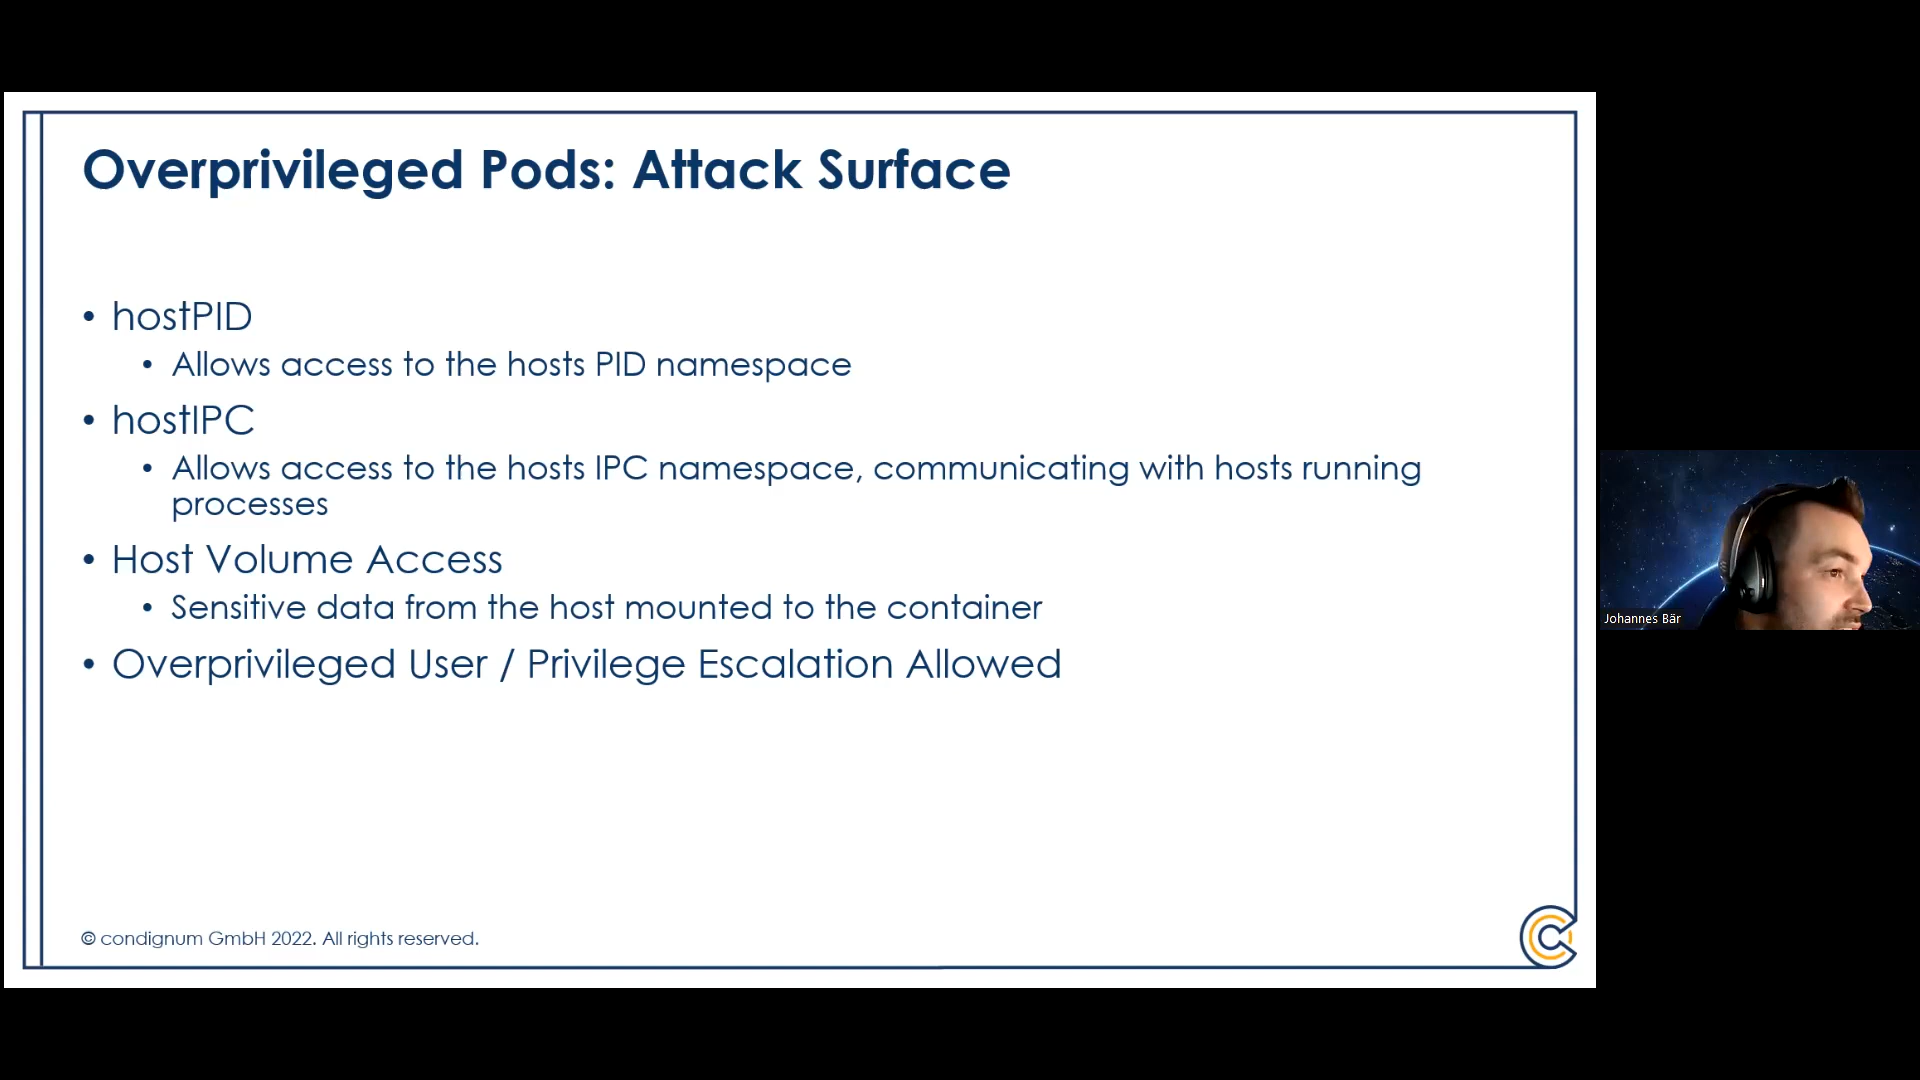 Overprivileged Pods: Attack Surface
• hostPID
• Allows access to the hosts PID namespace
• hostIPC
• Allows access to the hosts IPC namespace, communicating with hosts running
processes
• Host Volume Access
• Sensitive data from the host mounted to the container
• Overprivileged User / Privilege Escalation Allowed
© condignum GmbH 2022. All rights reserved.
Johannes Bär